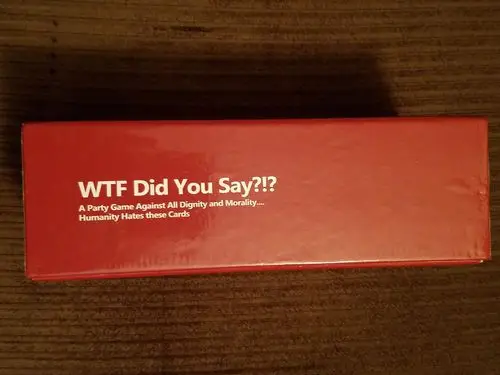 WTF Did You Say?!?
A Party Game Against All Dignity and Morality....
Humanity Hates these Cards